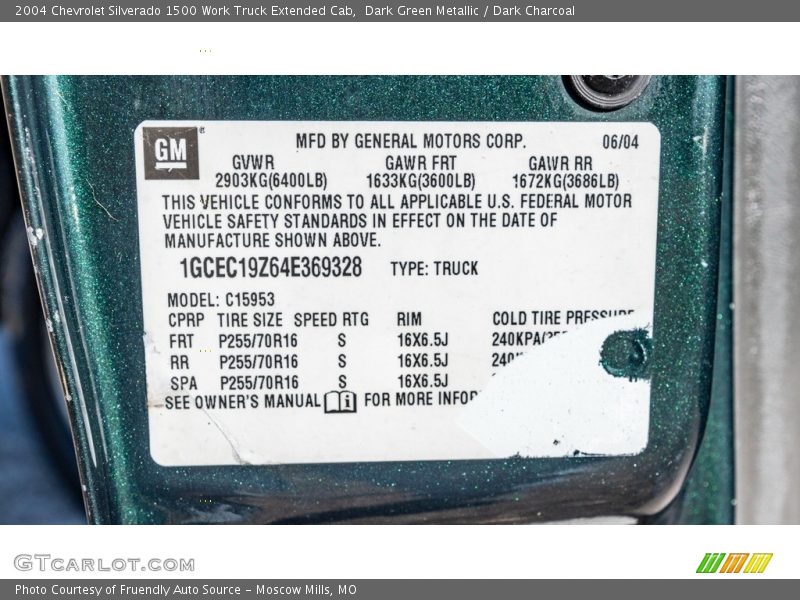 2004 Chevrolet Silverado 1500 Work Truck Extended Cab, Dark Green Metallic / Dark Charcoal
GM ®
MFD BY GENERAL MOTORS CORP. 06/04
GVWR GAWR FRT GAWR RR
2903KG(6400LB) 1633KG(3600LB) 1672KG(3686LB)
THIS VEHICLE CONFORMS TO ALL APPLICABLE U.S. FEDERAL MOTOR
VEHICLE SAFETY STANDARDS IN EFFECT ON THE DATE OF
MANUFACTURE SHOWN ABOVE.
1GCEC19Z64E369328 TYPE: TRUCK
MODEL: C15953
CPRP TIRE SIZE SPEED RTG RIM COLD TIRE PRESSURE
FRT P255/70R16 S 16X6.5J 240KPA(
RR P255/70R16 S 16X6.5J 240
SPA P255/70R16 S 16X6.5J
SEE OWNER'S MANUAL FOR MORE INFOR
GTCARLOT.COM
Photo Courtesy of Fruendly Auto Source – Moscow Mills, MO